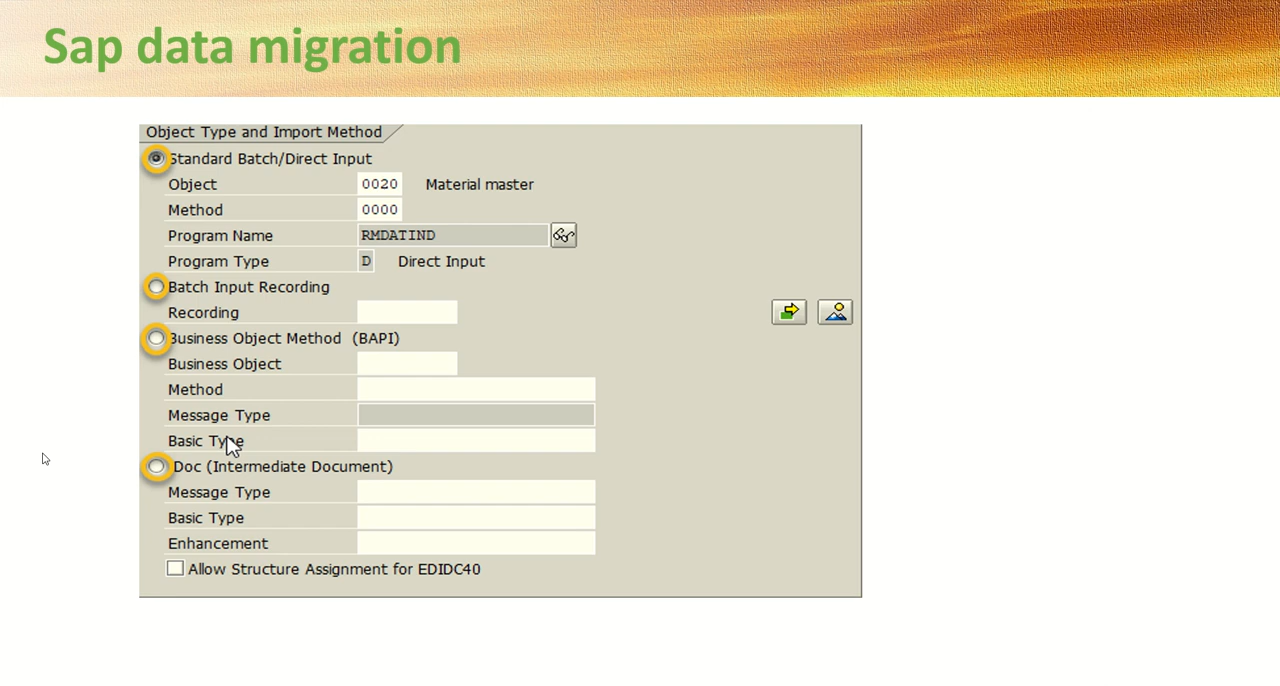 Sap data migration
Object Type and Import Method
Standard Batch/Direct Input
Object 0020 Material master
Method 0000
Program Name RMDATIND
Program Type D Direct Input
Batch Input Recording
Recording
Business Object Method (BAPI)
Business Object
Method
Message Type
Basic Type
Doc (Intermediate Document)
Message Type
Basic Type
Enhancement
Allow Structure Assignment for EDIDC40